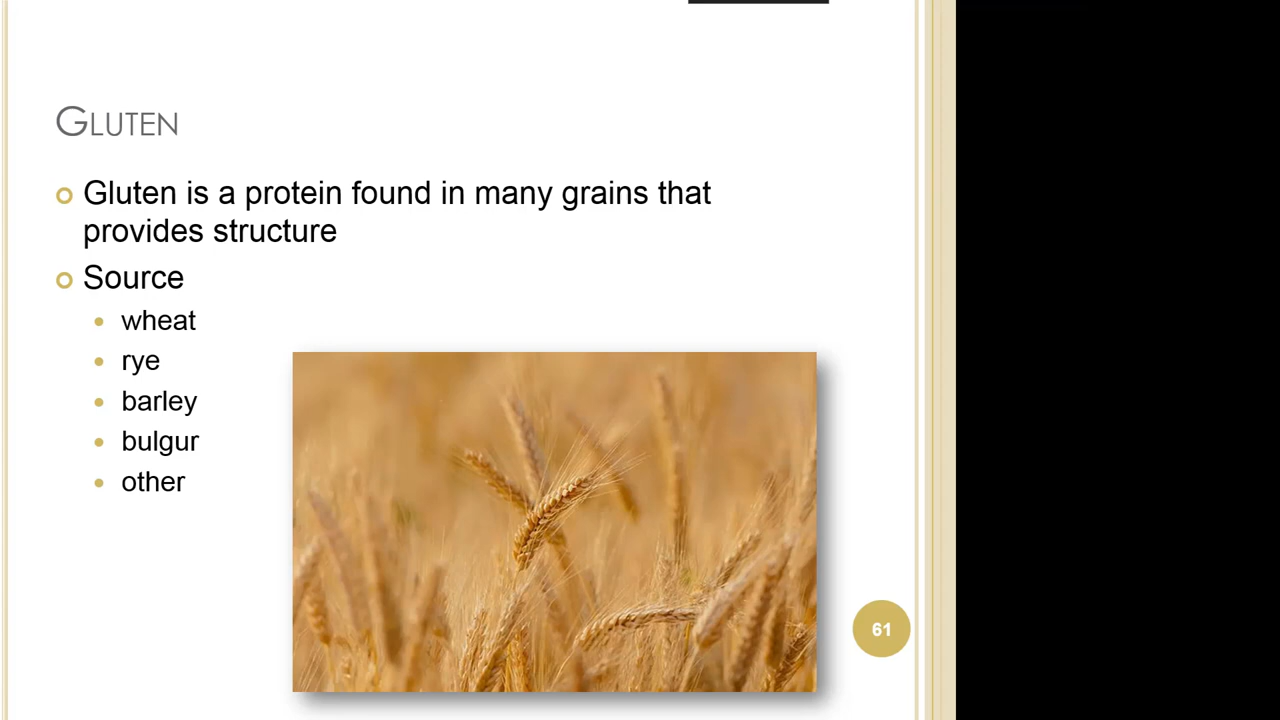 Gluten
Gluten is a protein found in many grains that
provides structure
Source
wheat
rye
barley
bulgur
other
61